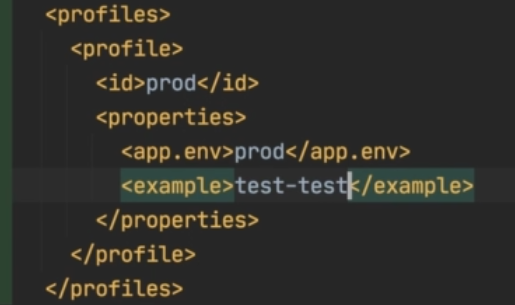 <profiles>
<profile>
<id>prod</id>
<properties>
<app.env>prod</app.env>
<example>test-test</example>
</properties>
</profile>
</profiles>